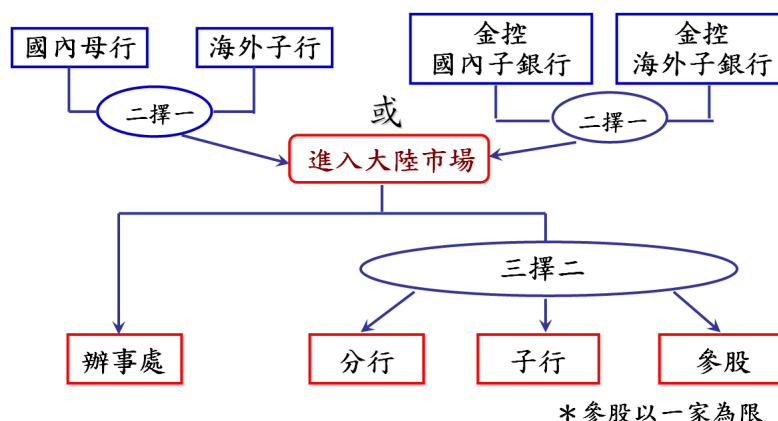 國內母行
海外子行
金控
國內子銀行
金控
海外子銀行
二擇一
或
二擇一
進入大陸市場
三擇二
辦事處
分行
子行
參股
＊參股以一家為限